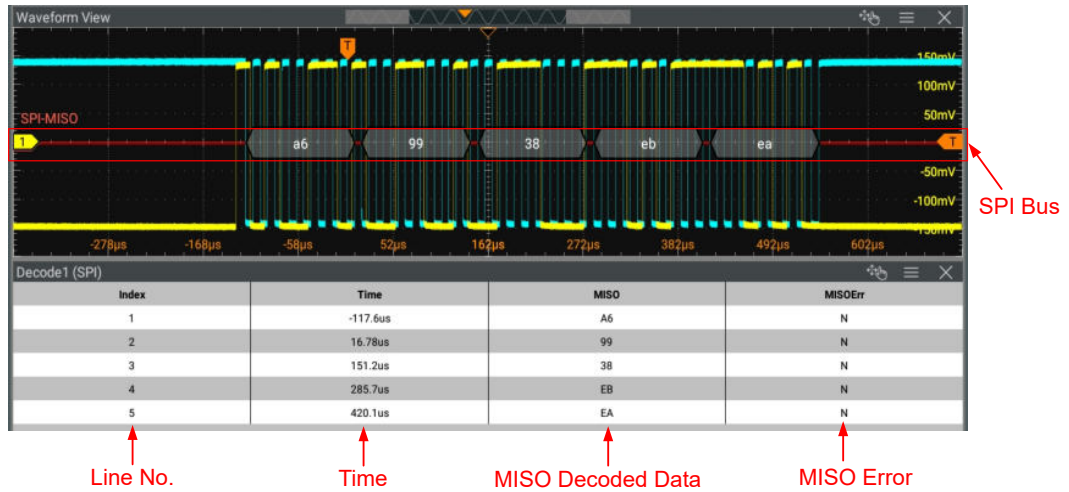 Waveform View
T
150mV
100mV
SPI-MISO
50mV
1
a6 99 38 eb ea
T
-50mV
-100mV
SPI Bus
-150mV
-278µs -168µs -58µs 52µs 162µs 272µs 382µs 492µs 602µs
Decode1 (SPI)
Index Time MISO MISOErr
1 -117.6us A6 N
2 16.78us 99 N
3 151.2us 38 N
4 285.7us EB N
5 420.1us EA N
Line No. Time MISO Decoded Data MISO Error